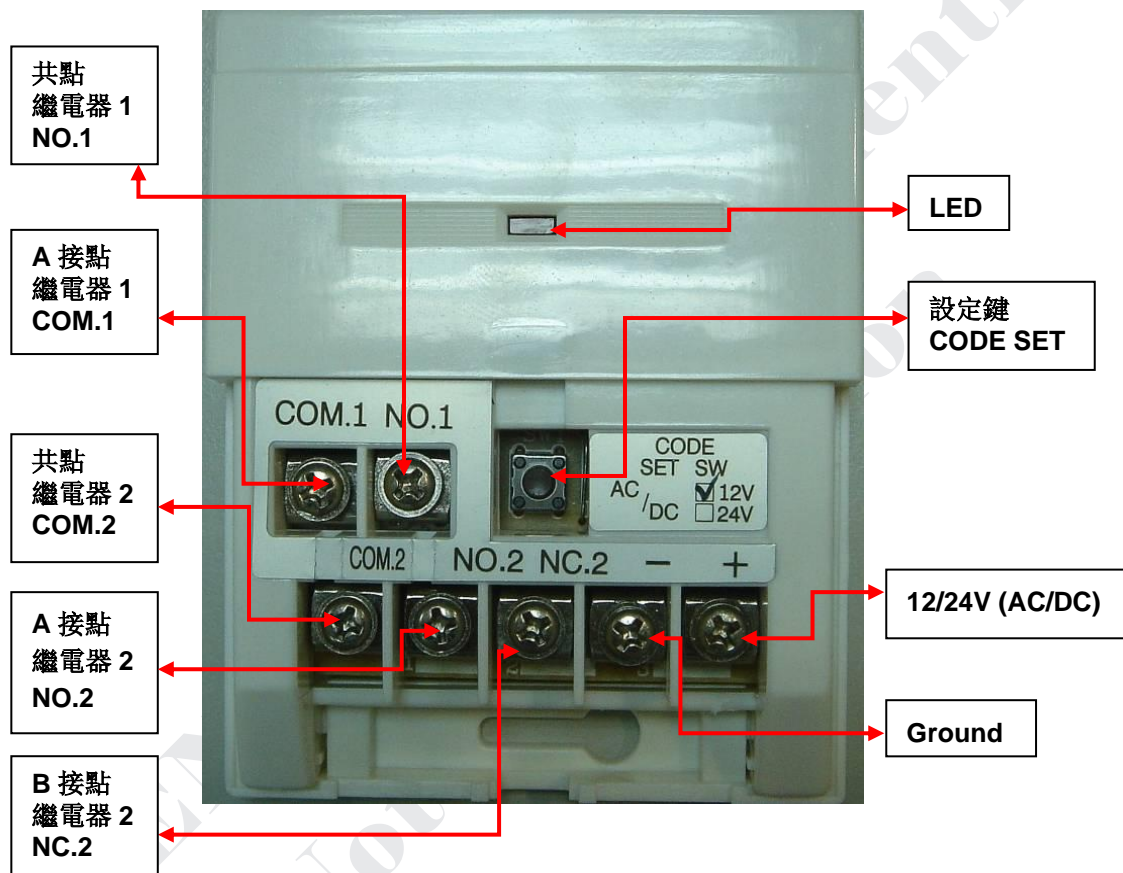 共點
繼電器 1
NO.1
A 接點
繼電器 1
COM.1
共點
繼電器 2
COM.2
A 接點
繼電器 2
NO.2
B 接點
繼電器 2
NC.2
LED
設定鍵
CODE SET
12/24V (AC/DC)
Ground
COM.1 NO.1
CODE
SET SW
AC
/DC
12V
24V
COM.2 NO.2 NC.2 − +